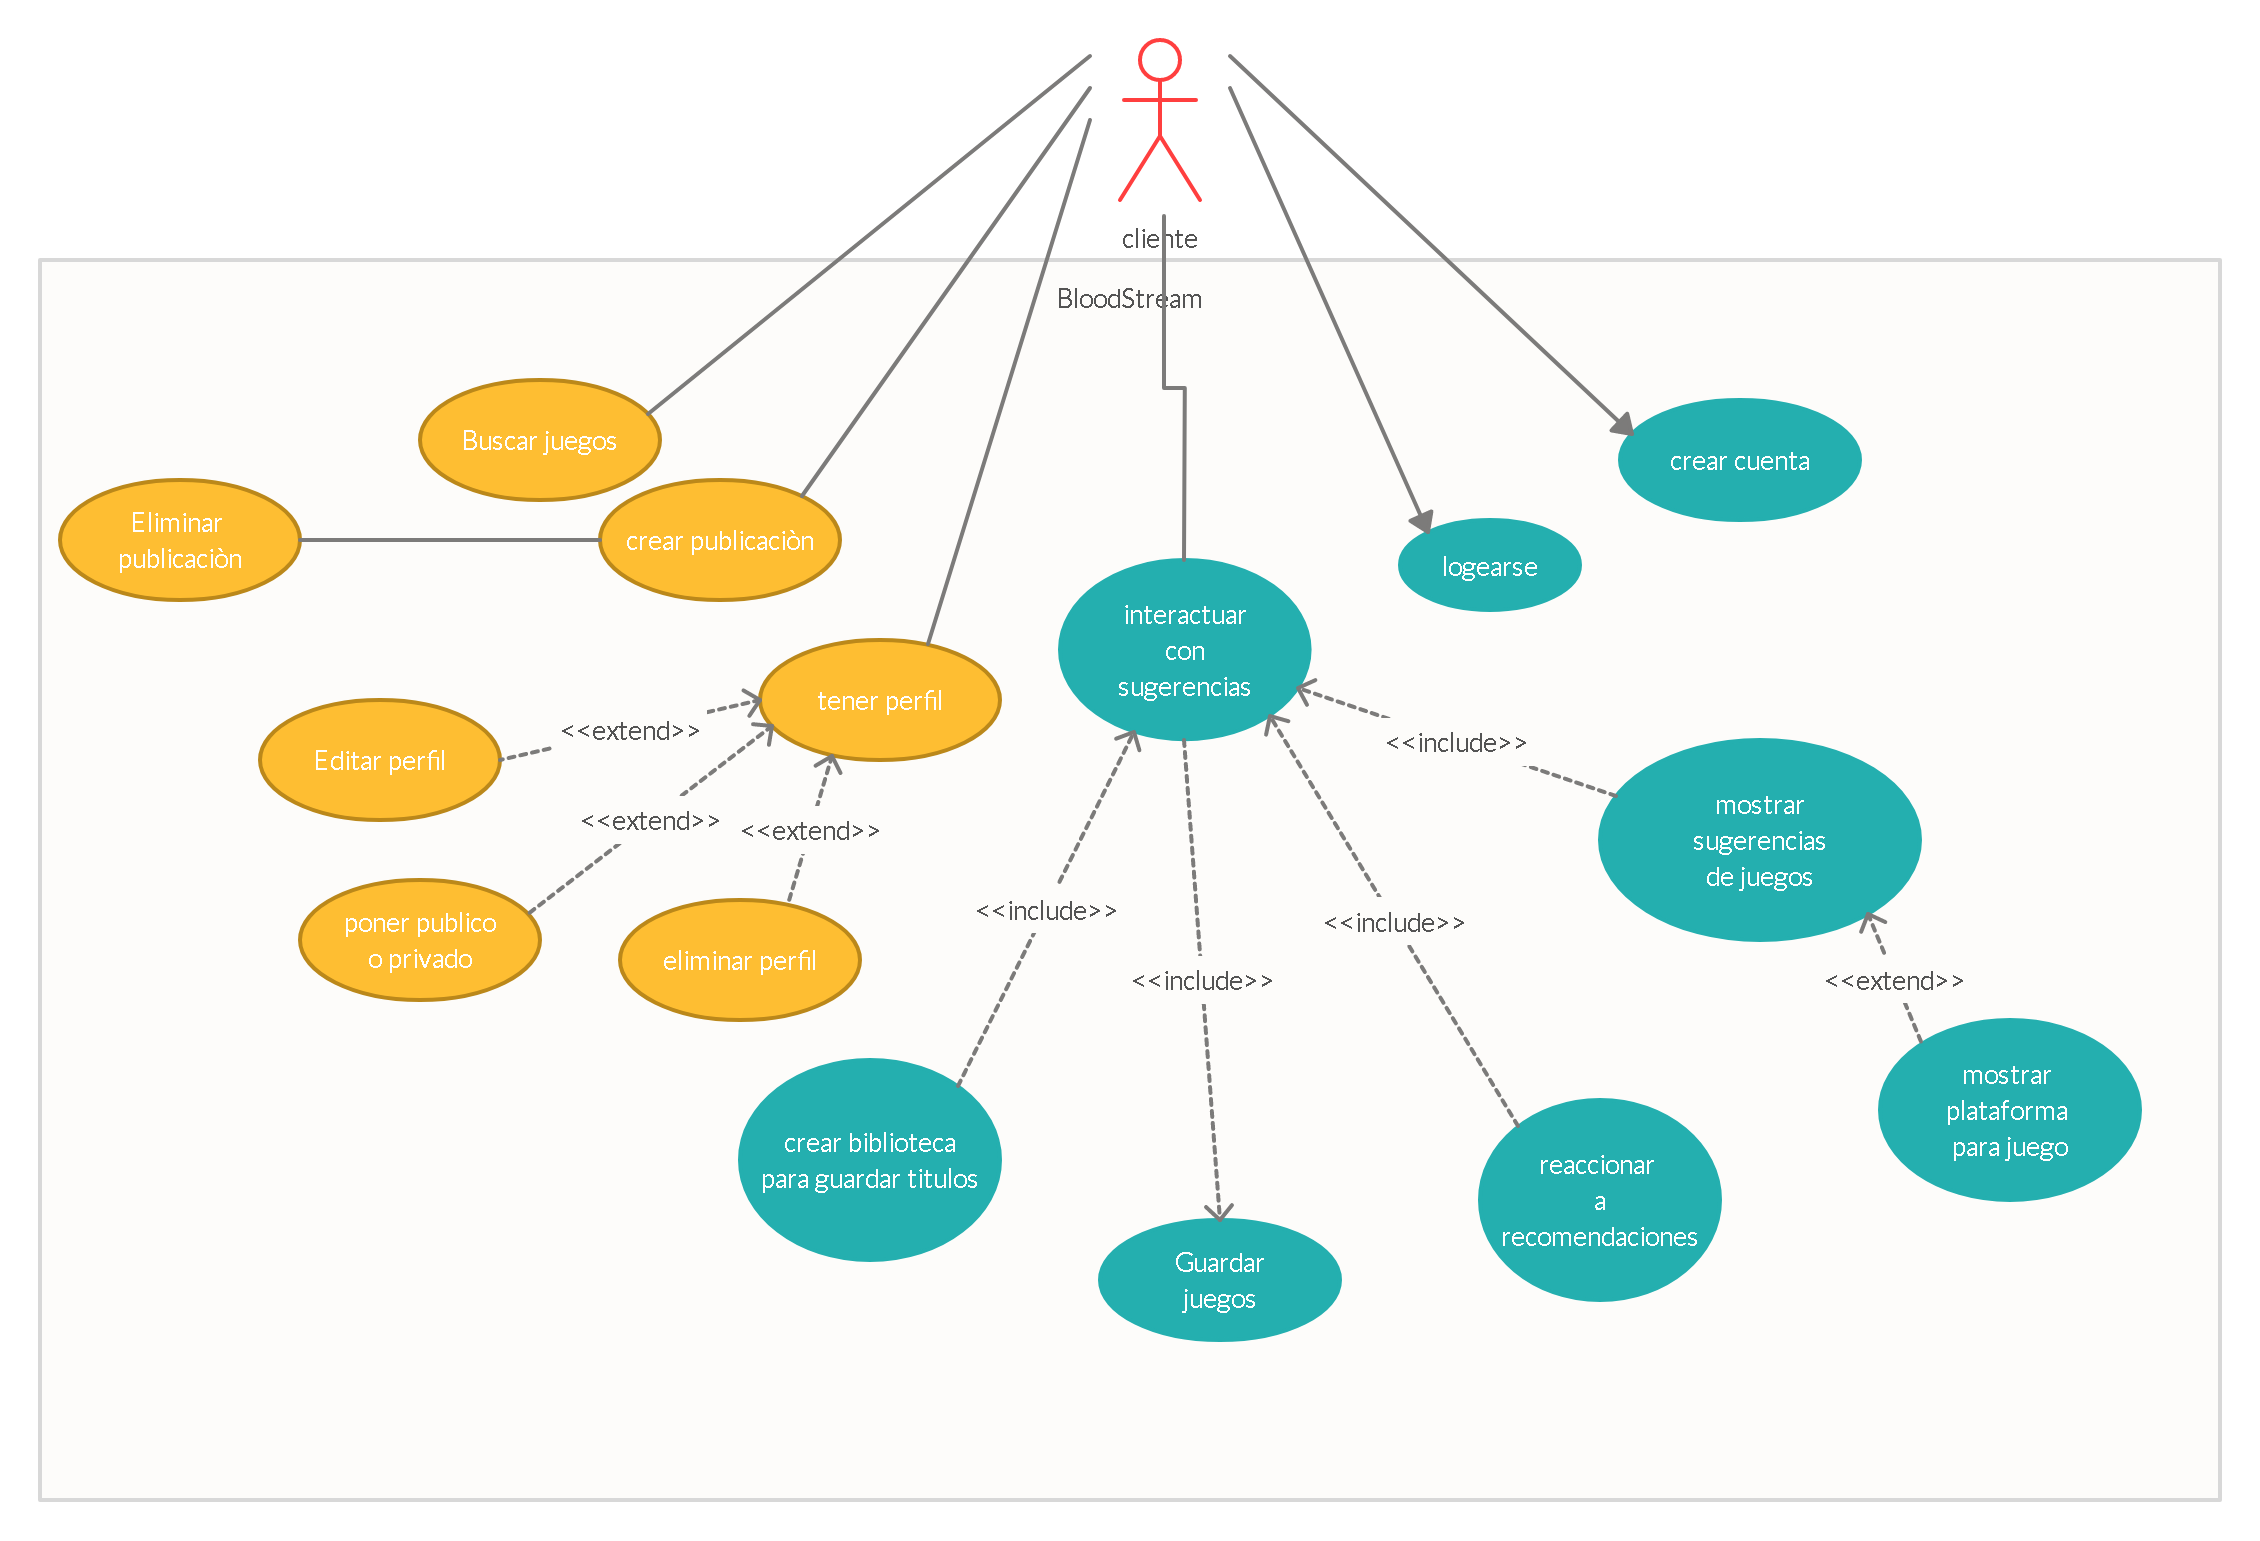 cliente
BloodStream
Buscar juegos
crear cuenta
Eliminar
publicaciòn
crear publicaciòn
logearse
interactuar
con
sugerencias
tener perfil
<<extend>>
Editar perfil
<<include>>
<<extend>>
<<extend>>
mostrar
sugerencias
de juegos
poner publico
o privado
eliminar perfil
<<include>>
<<include>>
<<include>>
<<extend>>
mostrar
plataforma
para juego
crear biblioteca
para guardar titulos
reaccionar
a
recomendaciones
Guardar
juegos